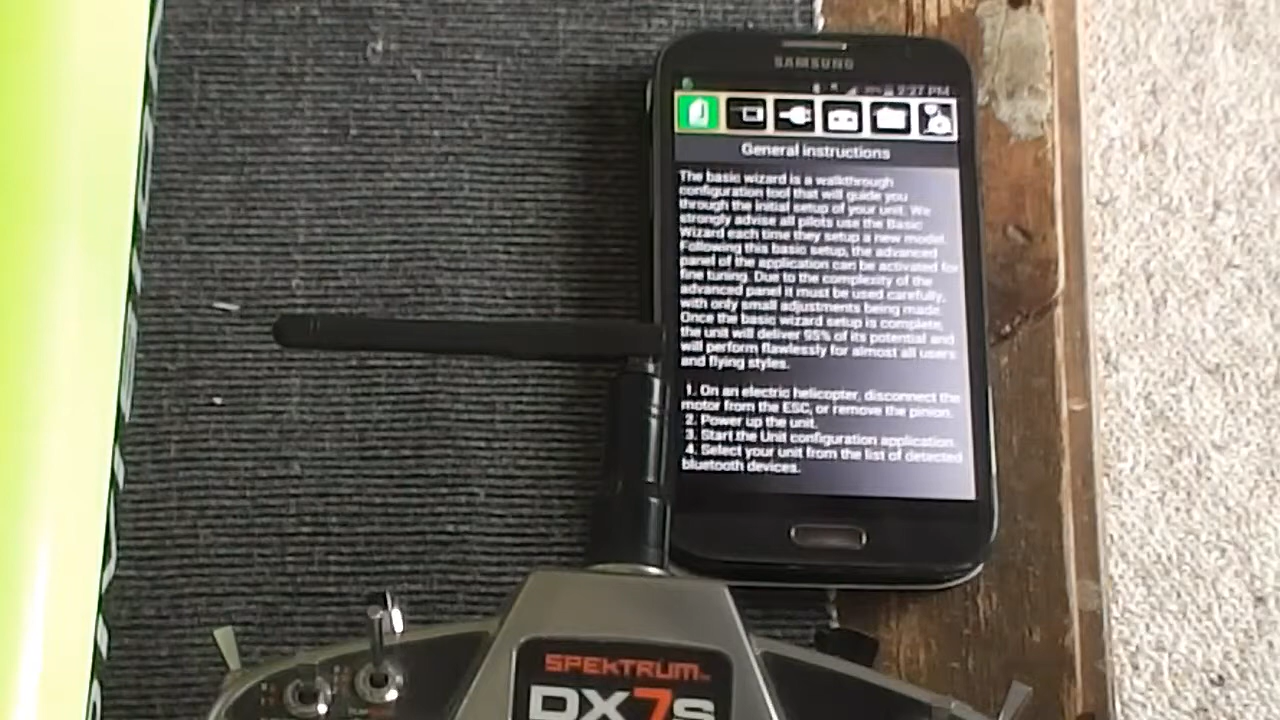 SAMSUNG
2:27 PM
General instructions
The basic wizard is a walkthrough
configuration tool that will guide you
through the initial setup of your unit. We
strongly advise all pilots use the Basic
Wizard each time they setup a new model.
Following this basic setup, the advanced
panel of the application can be activated for
fine tuning. Due to the complexity of the
advanced panel it must be used carefully,
with only small adjustments being made.
Once the basic wizard setup is complete,
the unit will deliver 95% of its potential and
will perform flawlessly for almost all users
and flying styles.
1. On an electric helicopter, disconnect the
motor from the ESC, or remove the pinion.
2. Power up the unit.
3. Start the Unit configuration application.
4. Select your unit from the list of detected
bluetooth devices.
SPEKTRUM
DX7s